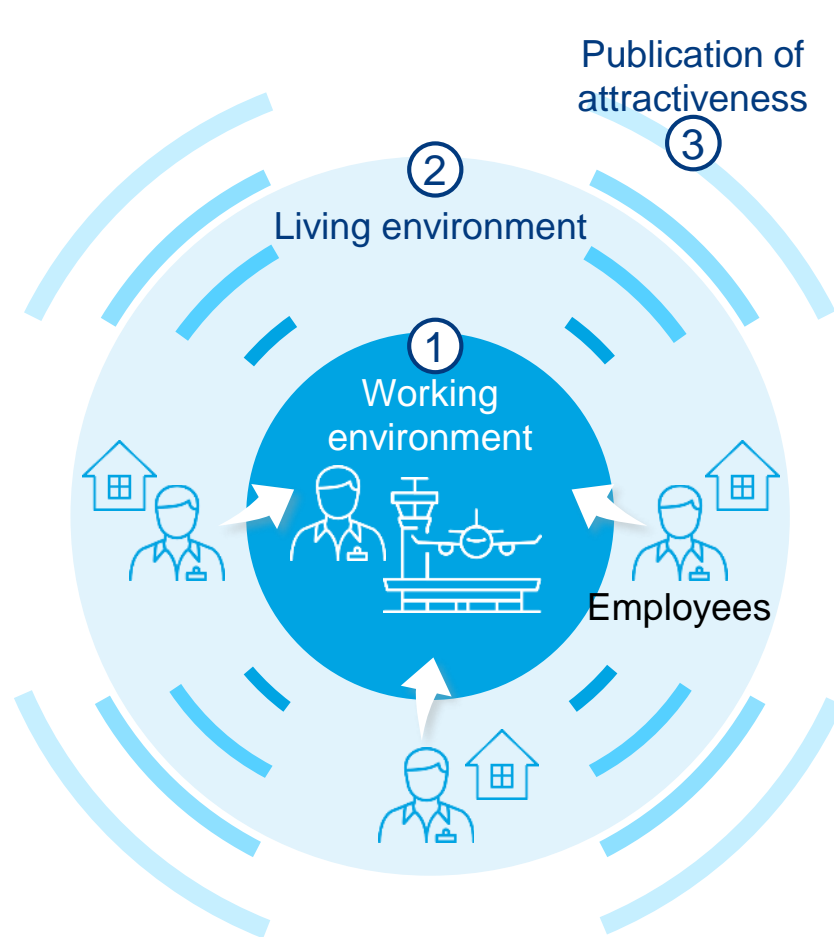 Publication of
attractiveness
3
2
Living environment
1
Working
environment
Employees